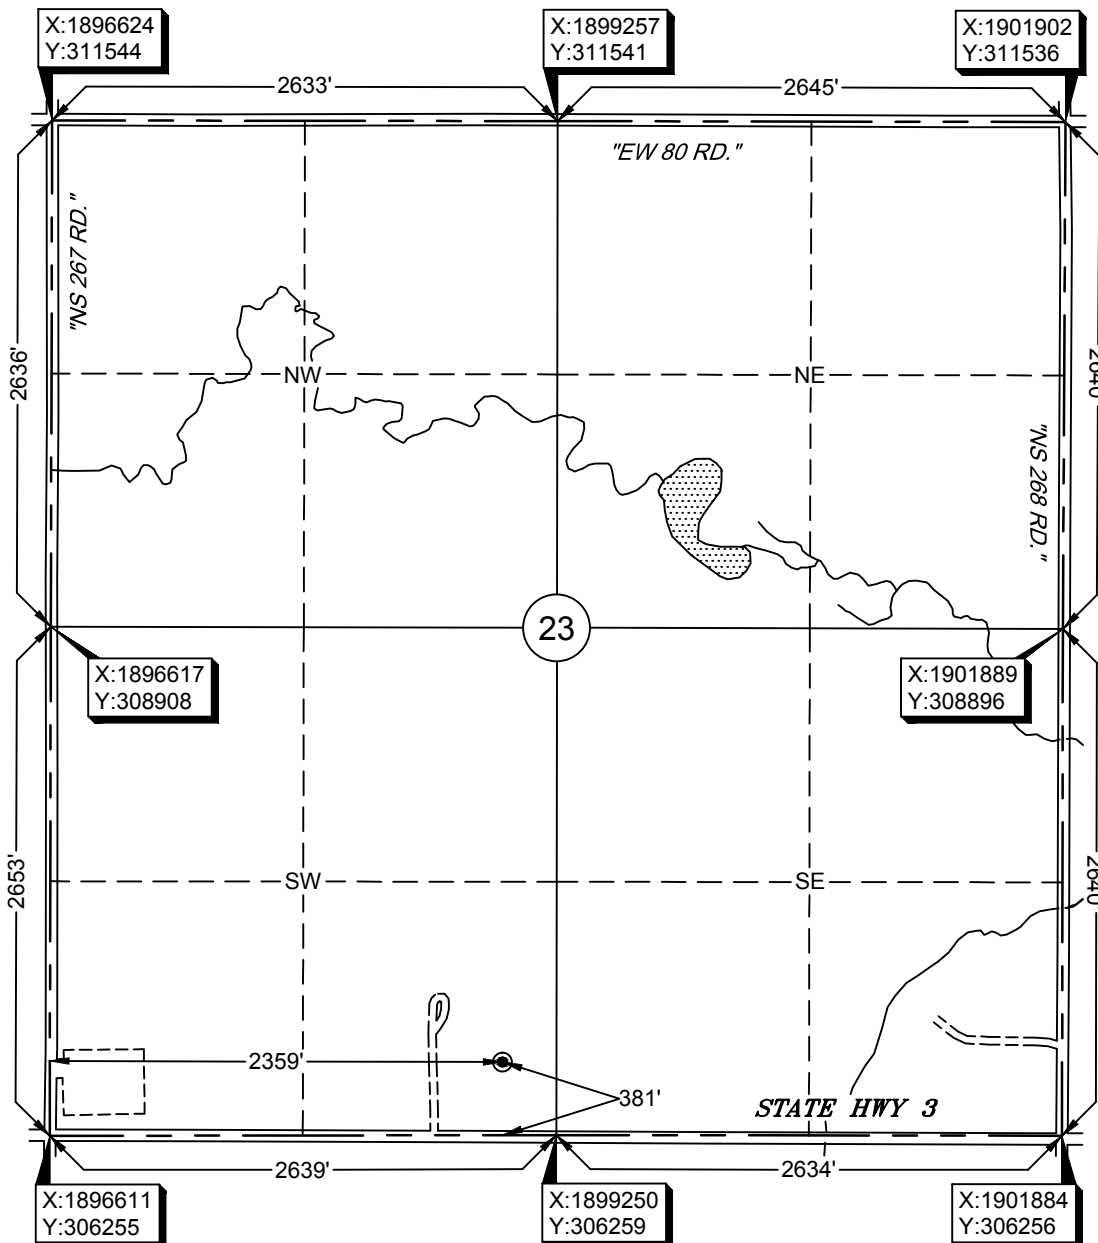 X:1896624
Y:311544
X:1899257
Y:311541
X:1901902
Y:311536
2633'
2645'
"EW 80 RD."
"NS 267 RD."
2636'
NW
NE
2640'
"NS 268 RD."
23
X:1896617
Y:308908
X:1901889
Y:308896
2653'
SW
SE
2640'
2359'
381'
STATE HWY 3
2639'
2634'
X:1896611
Y:306255
X:1899250
Y:306259
X:1901884
Y:306256